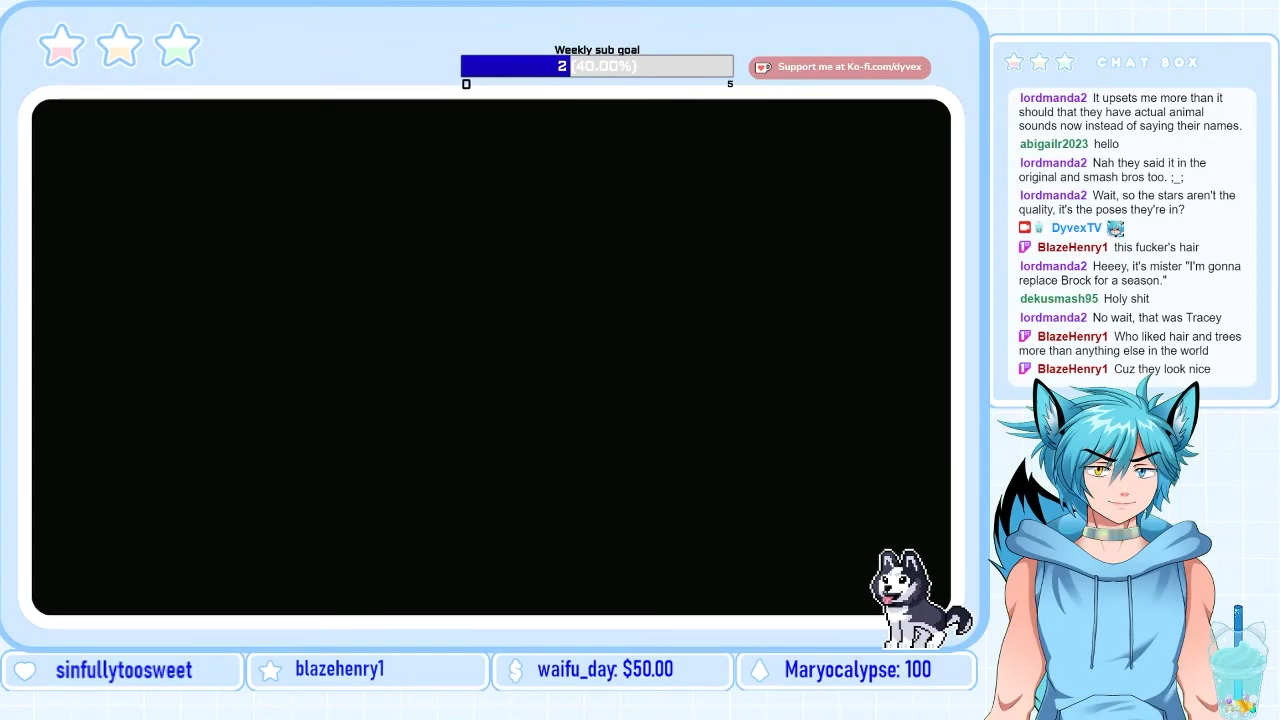 Weekly sub goal
2 (40.00%)
0
5
Support me at Ko-fi.com/dyvex
CHAT BOX
lordmanda2 It upsets me more than it
should that they have actual animal
sounds now instead of saying their names.
abigailr2023 hello
lordmanda2 Nah they said it in the
original and smash bros too. ;_;
lordmanda2 Wait, so the stars aren't the
quality, it's the poses they're in?
DyvexTV
BlazeHenry1 this fucker's hair
lordmanda2 Heeey, it's mister "I'm gonna
replace Brock for a season."
dekusmash95 Holy shit
lordmanda2 No wait, that was Tracey
BlazeHenry1 Who liked hair and trees
more than anything else in the world
BlazeHenry1 Cuz they look nice
sinfullytoosweet
blazehenry1
waifu_day: $50.00
Maryocalypse: 100